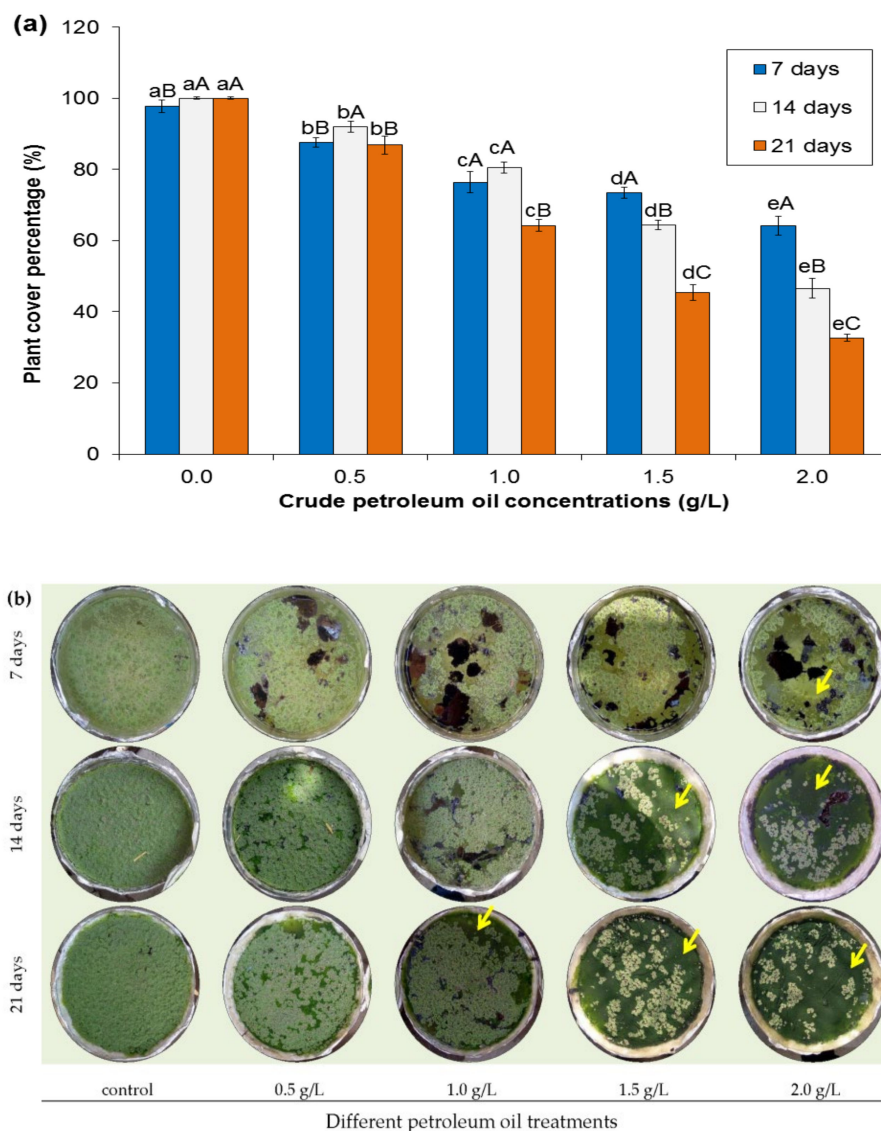 (a)
120
100
80
60
40
20
0
Plant cover percentage (%)
7 days
14 days
21 days
aB aA aA
bB bA bB
cA cA cB
dA dB dC
eA eB eC
0.0 0.5 1.0 1.5 2.0
Crude petroleum oil concentrations (g/L)
(b)
7 days
14 days
21 days
control 0.5 g/L 1.0 g/L 1.5 g/L 2.0 g/L
Different petroleum oil treatments